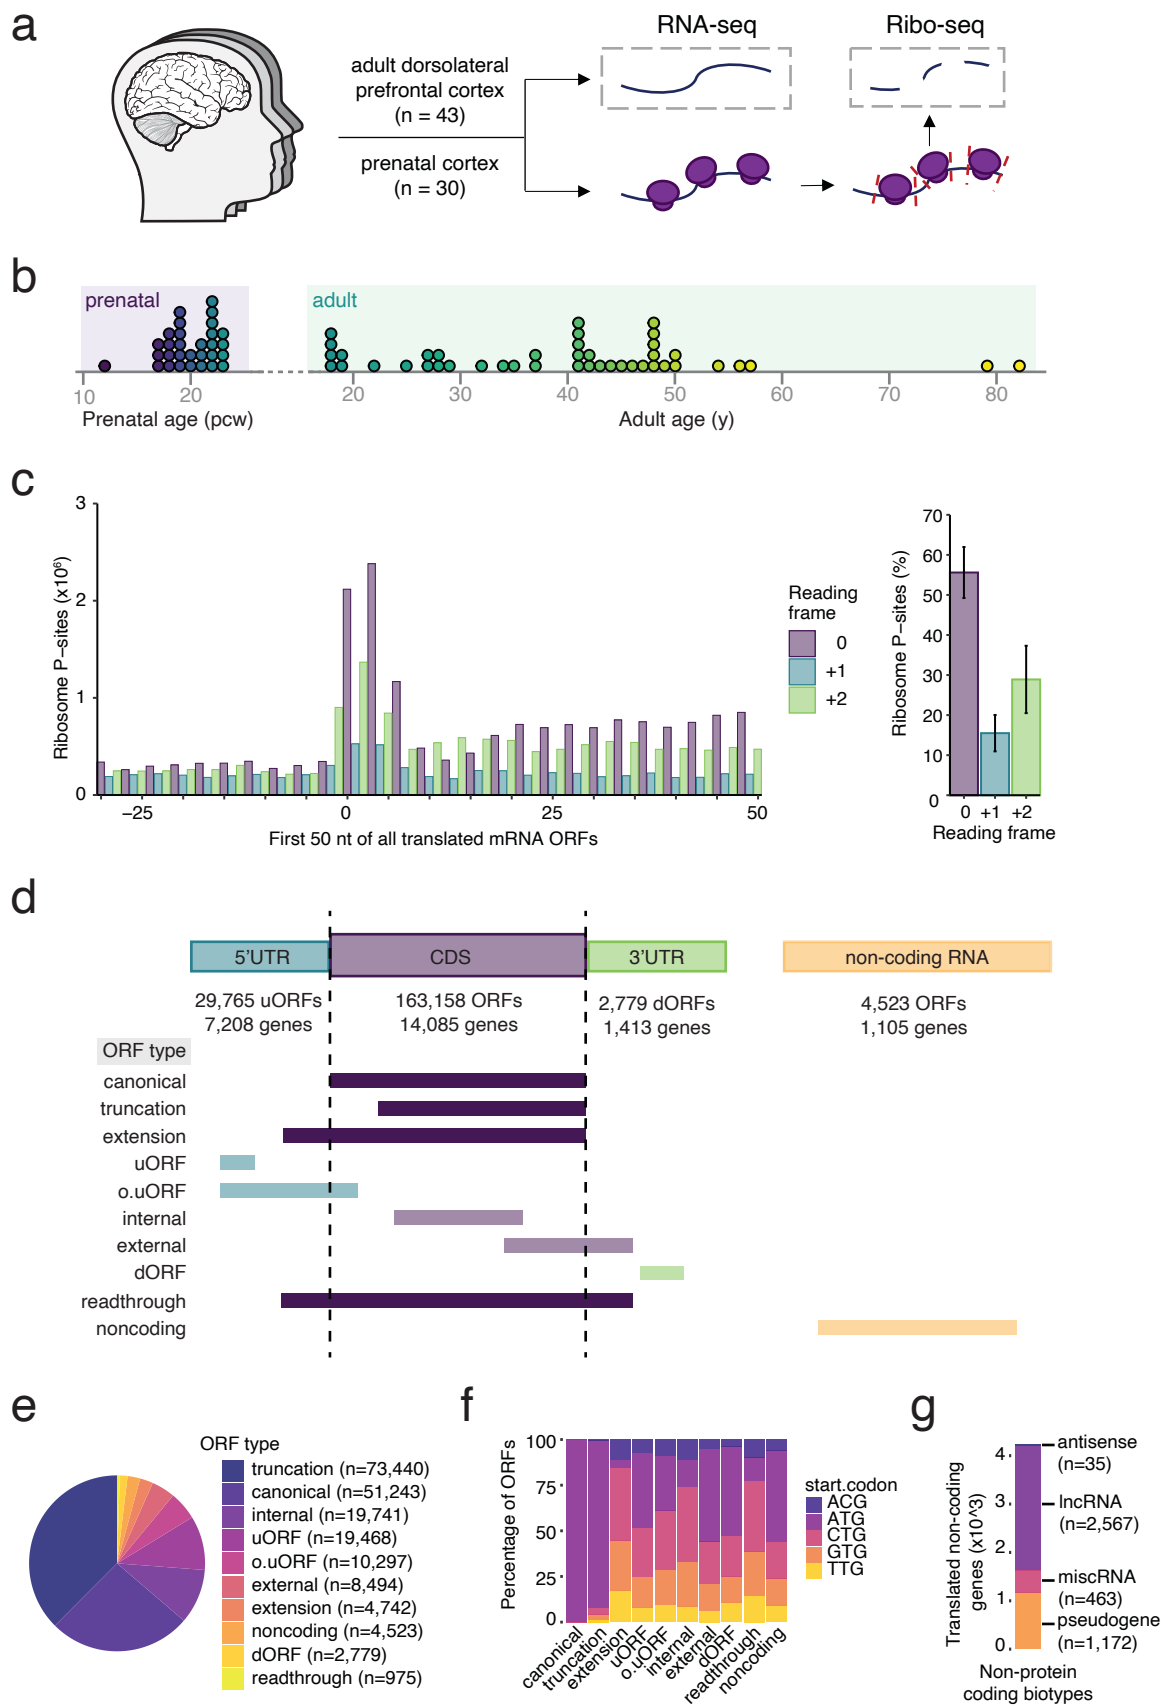 a
RNA-seq
Ribo-seq
adult dorsolateral
prefrontal cortex
(n = 43)
prenatal cortex
(n = 30)
b
prenatal
adult
10
20
20
30
40
50
60
70
80
Prenatal age (pcw)
Adult age (y)
c
3
2
1
0
Ribosome P−sites (x10⁶)
−25
0
25
50
First 50 nt of all translated mRNA ORFs
Reading
frame
0
+1
+2
70
60
50
40
30
20
10
0
Ribosome P−sites (%)
0 +1 +2
Reading frame
d
5'UTR
CDS
3'UTR
non-coding RNA
29,765 uORFs
7,208 genes
163,158 ORFs
14,085 genes
2,779 dORFs
1,413 genes
4,523 ORFs
1,105 genes
ORF type
canonical
truncation
extension
uORF
o.uORF
internal
external
dORF
readthrough
noncoding
e
ORF type
truncation (n=73,440)
canonical (n=51,243)
internal (n=19,741)
uORF (n=19,468)
o.uORF (n=10,297)
external (n=8,494)
extension (n=4,742)
noncoding (n=4,523)
dORF (n=2,779)
readthrough (n=975)
f
100
75
50
25
0
Percentage of ORFs
canonical
truncation
extension
uORF
o.uORF
internal
external
dORF
readthrough
noncoding
start.codon
ACG
ATG
CTG
GTG
TTG
g
4
3
2
1
0
Translated non-coding
genes (x10^3)
antisense
(n=35)
lncRNA
(n=2,567)
miscRNA
(n=463)
pseudogene
(n=1,172)
Non-protein
coding biotypes